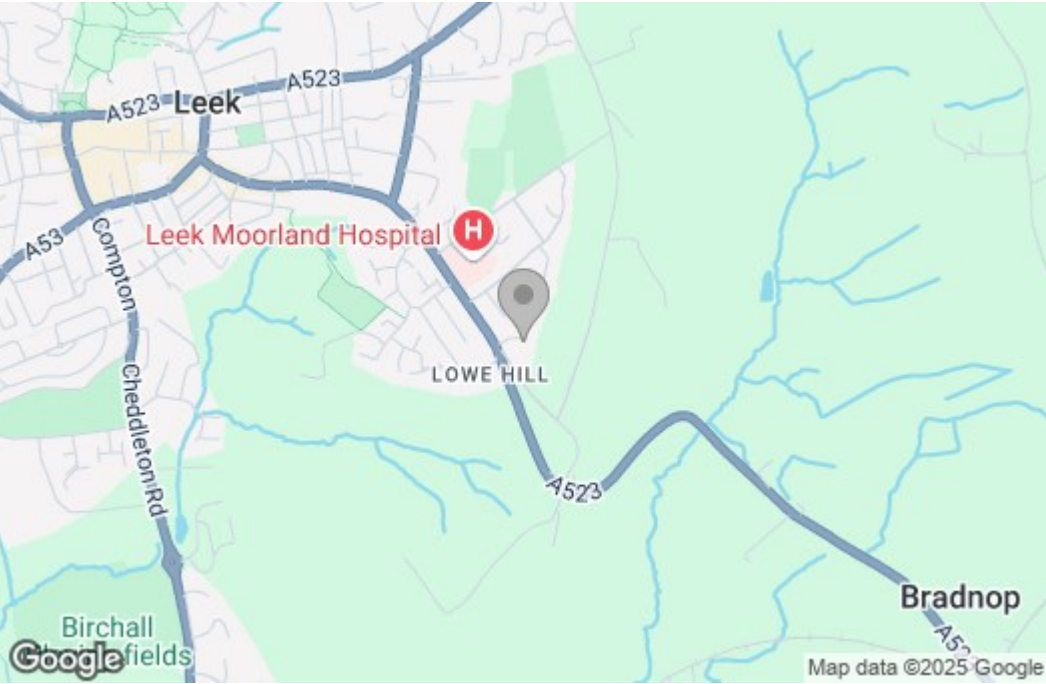 A523
A523
Leek
Leek Moorland Hospital
H
A53
Compton
LOWE HILL
Cheddleton Rd
A523
Bradnop
Birchall
fields
A52
Google
Map data ©2025 Google